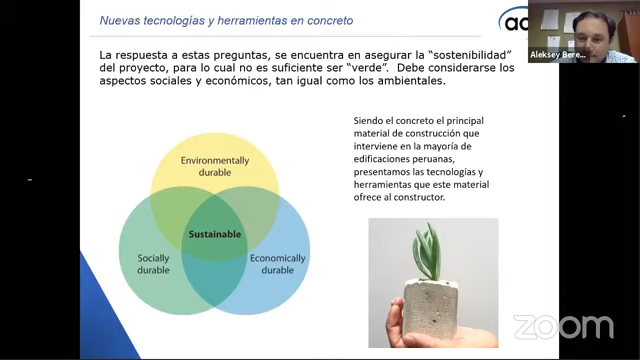 Nuevas tecnologías y herramientas en concreto
Aleksey Bere...
La respuesta a estas preguntas, se encuentra en asegurar la “sostenibilidad”
del proyecto, para lo cual no es suficiente ser “verde”. Debe considerarse los
aspectos sociales y económicos, tan igual como los ambientales.
Siendo el concreto el principal
material de construcción que
interviene en la mayoría de
edificaciones peruanas,
presentamos las tecnologías y
herramientas que este material
ofrece al constructor.
Environmentally
durable
Sustainable
Socially
durable
Economically
durable
zoom